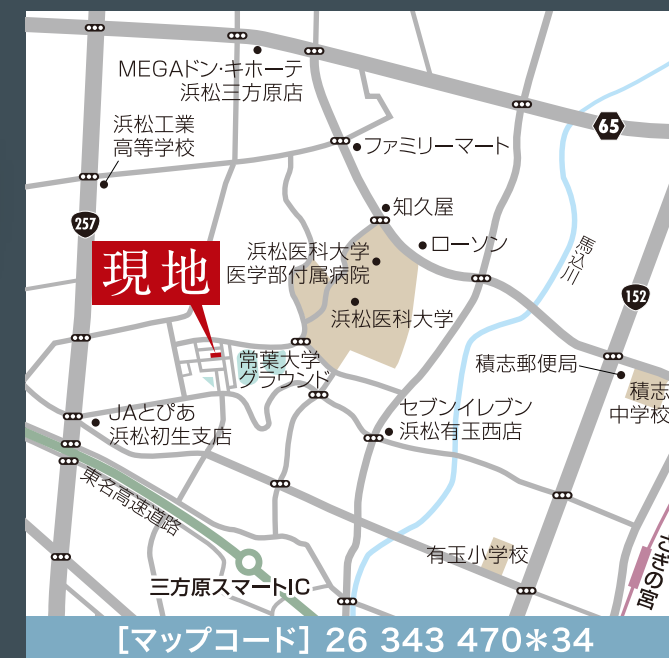 MEGAドン・キホーテ
浜松三方原店
浜松工業
高等学校
65
ファミリーマート
257
知久屋
ローソン
浜松医科大学
医学部付属病院
馬込川
現地
浜松医科大学
152
常葉大学
グラウンド
積志郵便局
積志
中学校
JAとぴあ
浜松初生支店
セブンイレブン
浜松有玉西店
東名高速道路
有玉小学校
三方原スマートIC
さぎの宮
[マップコード] 26 343 470*34